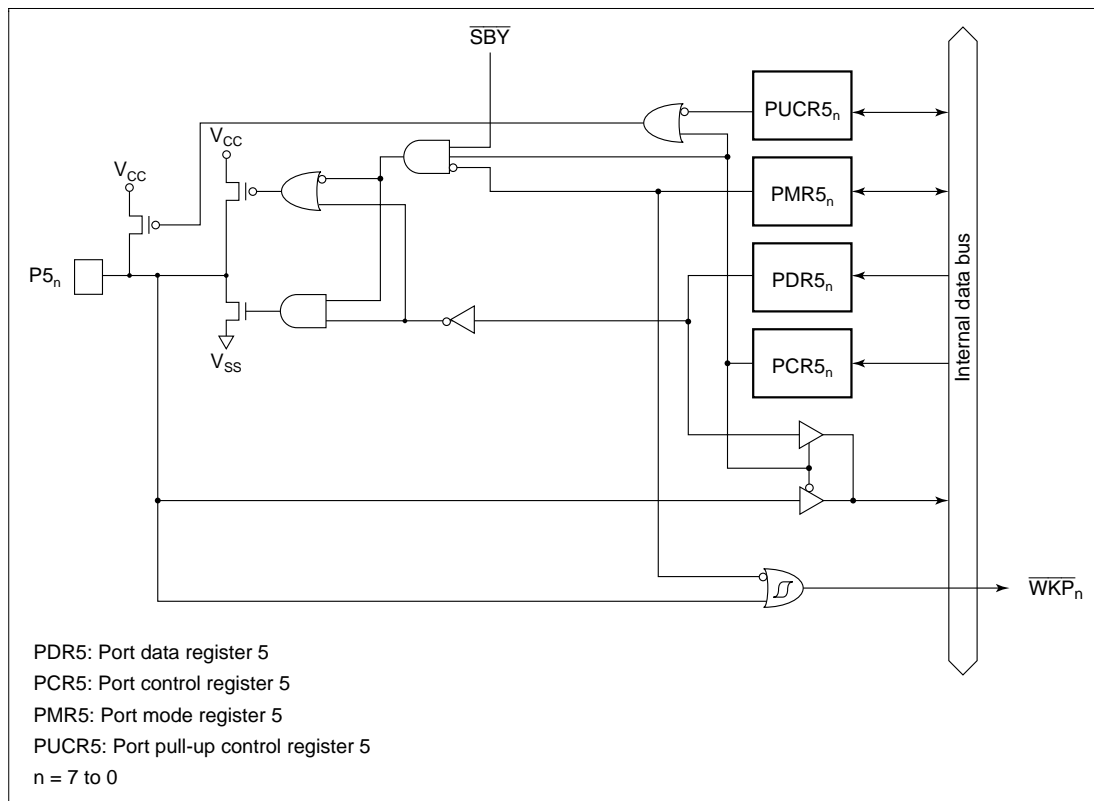 SBY
PUCR5n
VCC
VCC
PMR5n
P5n
PDR5n
VSS
PCR5n
Internal data bus
WKPn
PDR5: Port data register 5
PCR5: Port control register 5
PMR5: Port mode register 5
PUCR5: Port pull-up control register 5
n = 7 to 0